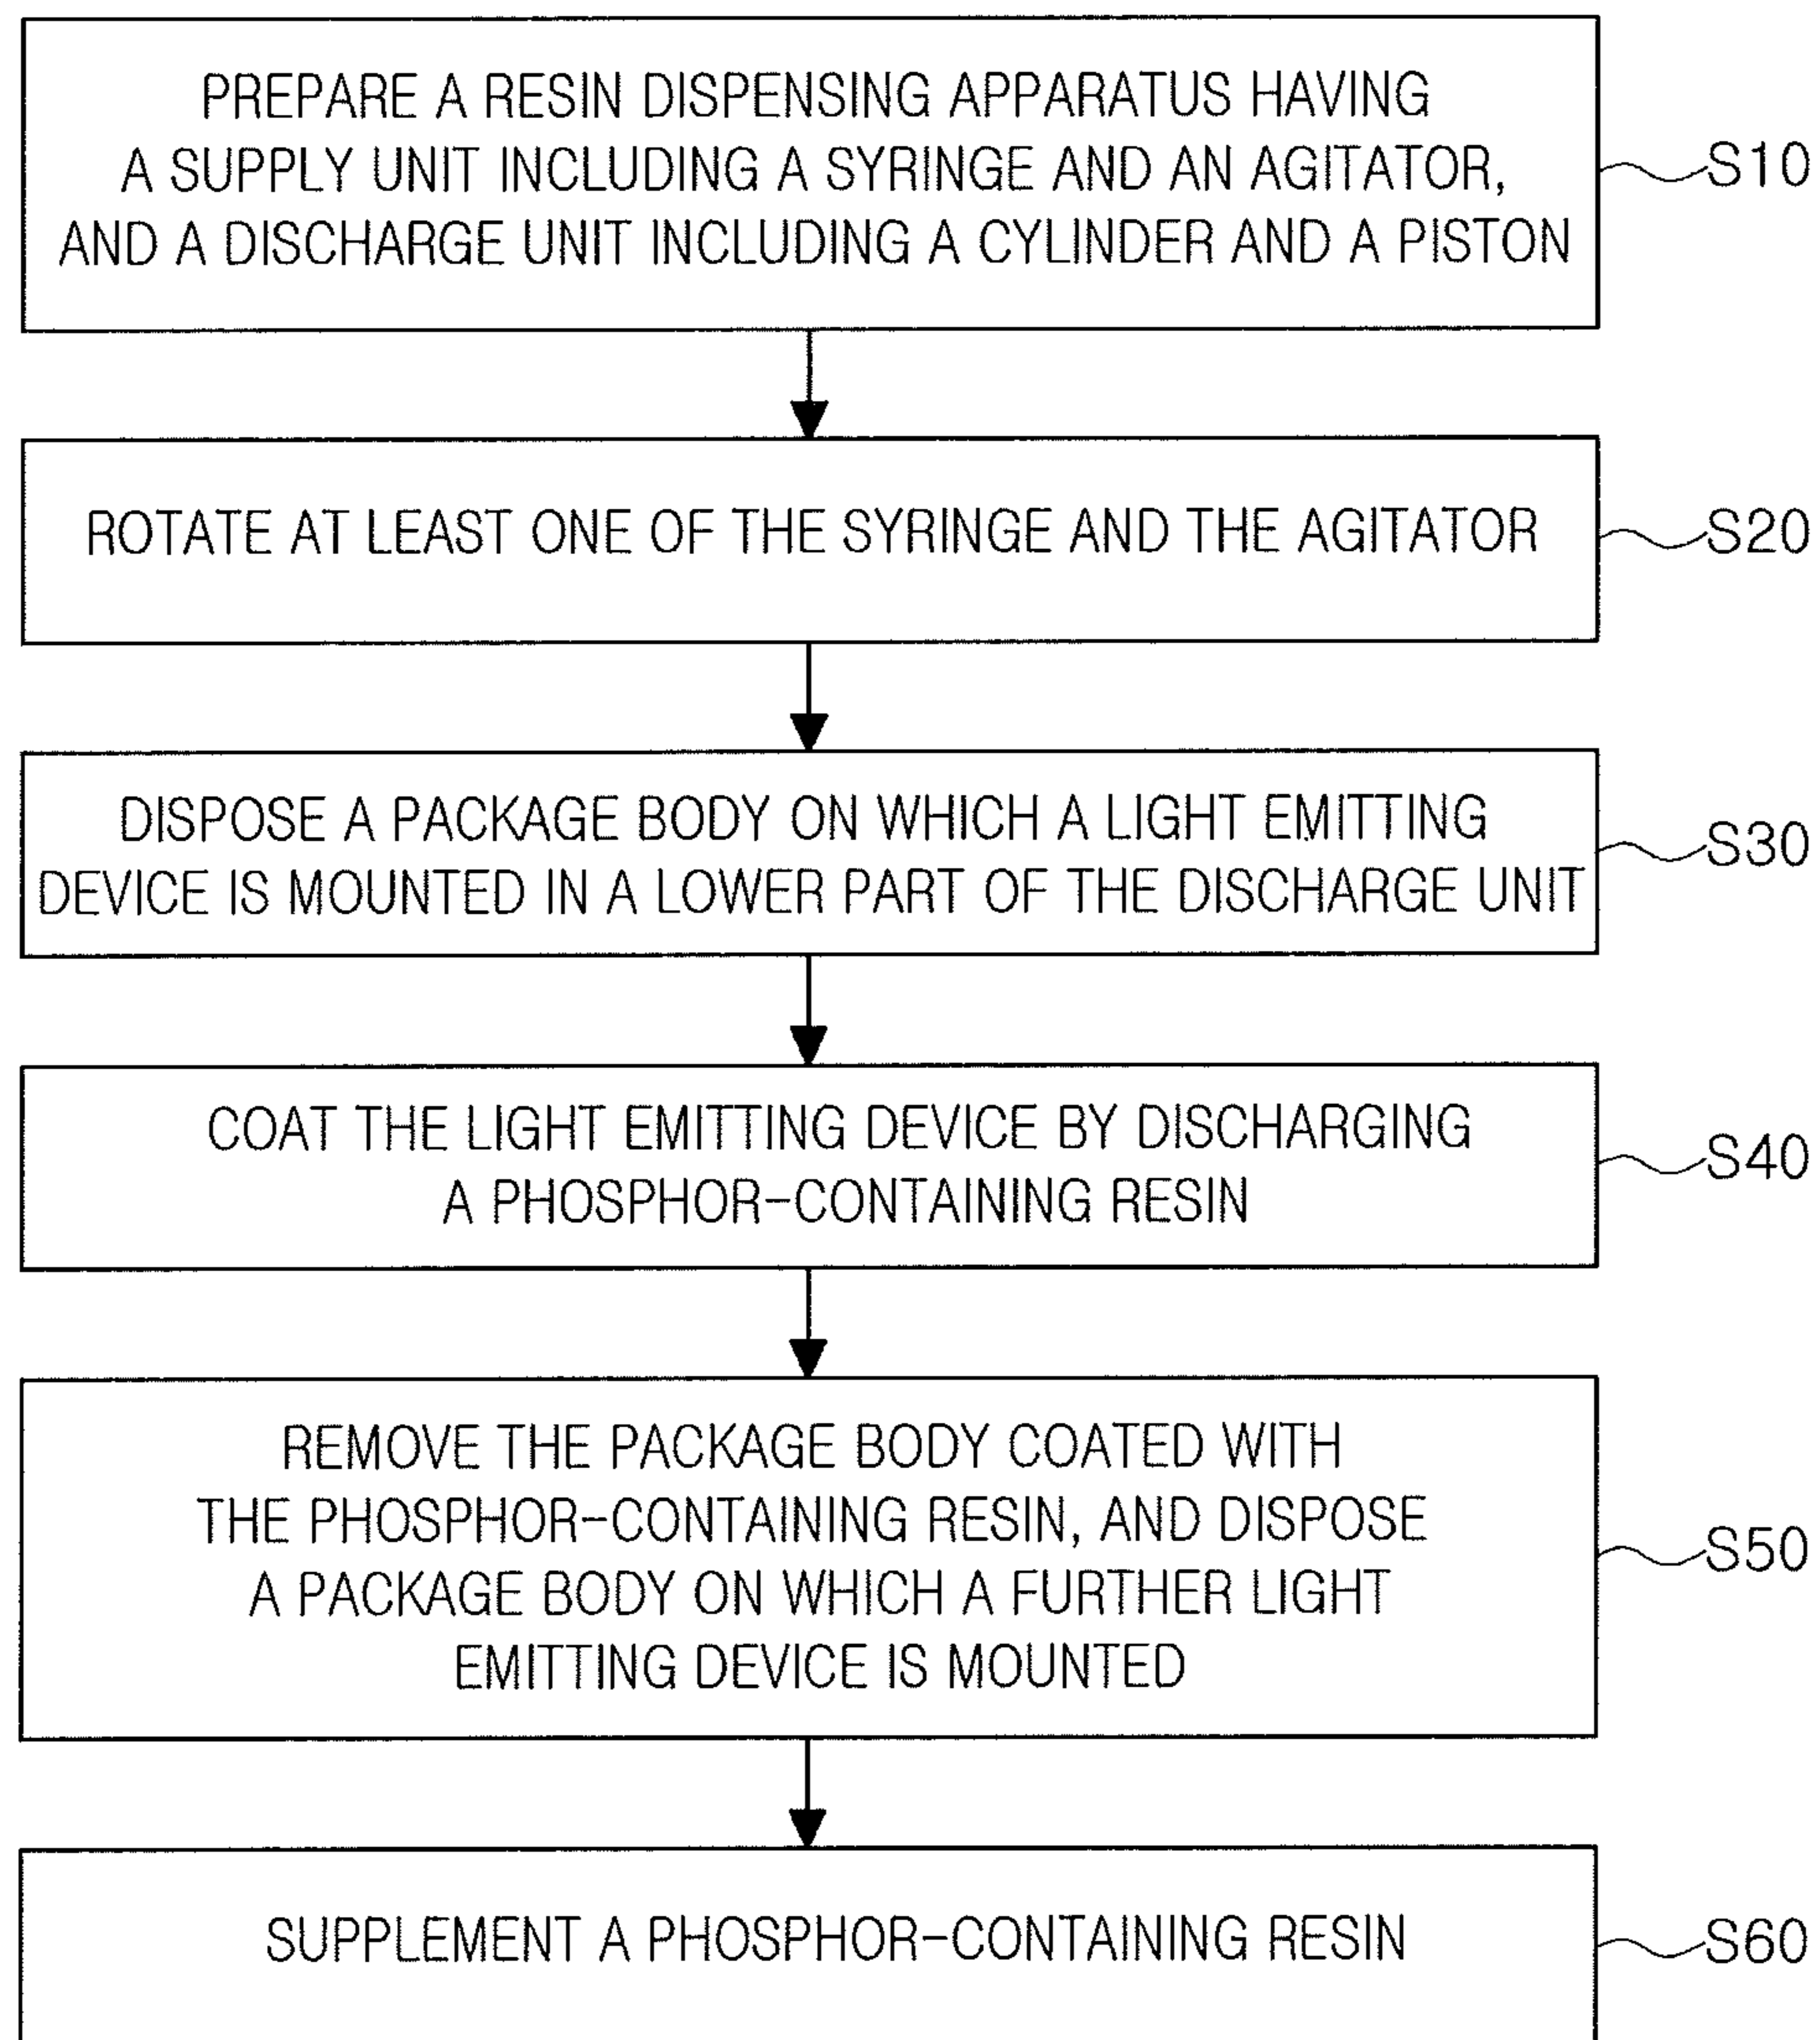 PREPARE A RESIN DISPENSING APPARATUS HAVING
A SUPPLY UNIT INCLUDING A SYRINGE AND AN AGITATOR,
AND A DISCHARGE UNIT INCLUDING A CYLINDER AND A PISTON
S10
ROTATE AT LEAST ONE OF THE SYRINGE AND THE AGITATOR
S20
DISPOSE A PACKAGE BODY ON WHICH A LIGHT EMITTING
DEVICE IS MOUNTED IN A LOWER PART OF THE DISCHARGE UNIT
S30
COAT THE LIGHT EMITTING DEVICE BY DISCHARGING
A PHOSPHOR-CONTAINING RESIN
S40
REMOVE THE PACKAGE BODY COATED WITH
THE PHOSPHOR-CONTAINING RESIN, AND DISPOSE
A PACKAGE BODY ON WHICH A FURTHER LIGHT
EMITTING DEVICE IS MOUNTED
S50
SUPPLEMENT A PHOSPHOR-CONTAINING RESIN
S60